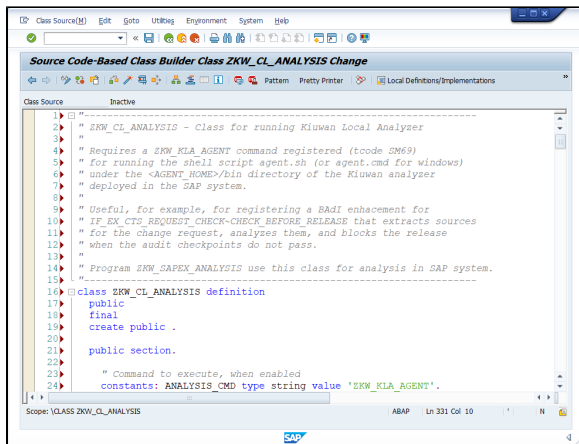 Class Source(M) Edit Goto Utilities Environment System Help
Source Code-Based Class Builder Class ZKW_CL_ANALYSIS Change
Pattern Pretty Printer Local Definitions/Implementations »
Class Source Inactive
1 "----------------------------------------------------------------
2 " ZKW_CL_ANALYSIS - Class for running Kiuwan Local Analyzer
3 "
4 " Requires a ZKW_KLA_AGENT command registered (tcode SM69)
5 " for running the shell script agent.sh (or agent.cmd for windows)
6 " under the <AGENT_HOME>/bin directory of the Kiuwan analyzer
7 " deployed in the SAP system.
8 "
9 " Useful, for example, for registering a BAdI enhacement for
10 " IF_EX_CTS_REQUEST_CHECK~CHECK_BEFORE_RELEASE that extracts sources
11 " for the change request, analyzes them, and blocks the release
12 " when the audit checkpoints do not pass.
13 "
14 " Program ZKW_SAPEX_ANALYSIS use this class for analysis in SAP system.
15 "----------------------------------------------------------------
16 class ZKW_CL_ANALYSIS definition
17 public
18 final
19 create public .
20
21 public section.
22
23 " Command to execute, when enabled
24 constants: ANALYSIS_CMD type string value 'ZKW_KLA_AGENT'.
Scope: \CLASS ZKW_CL_ANALYSIS ABAP Ln 331 Col 10 ' N
SAP